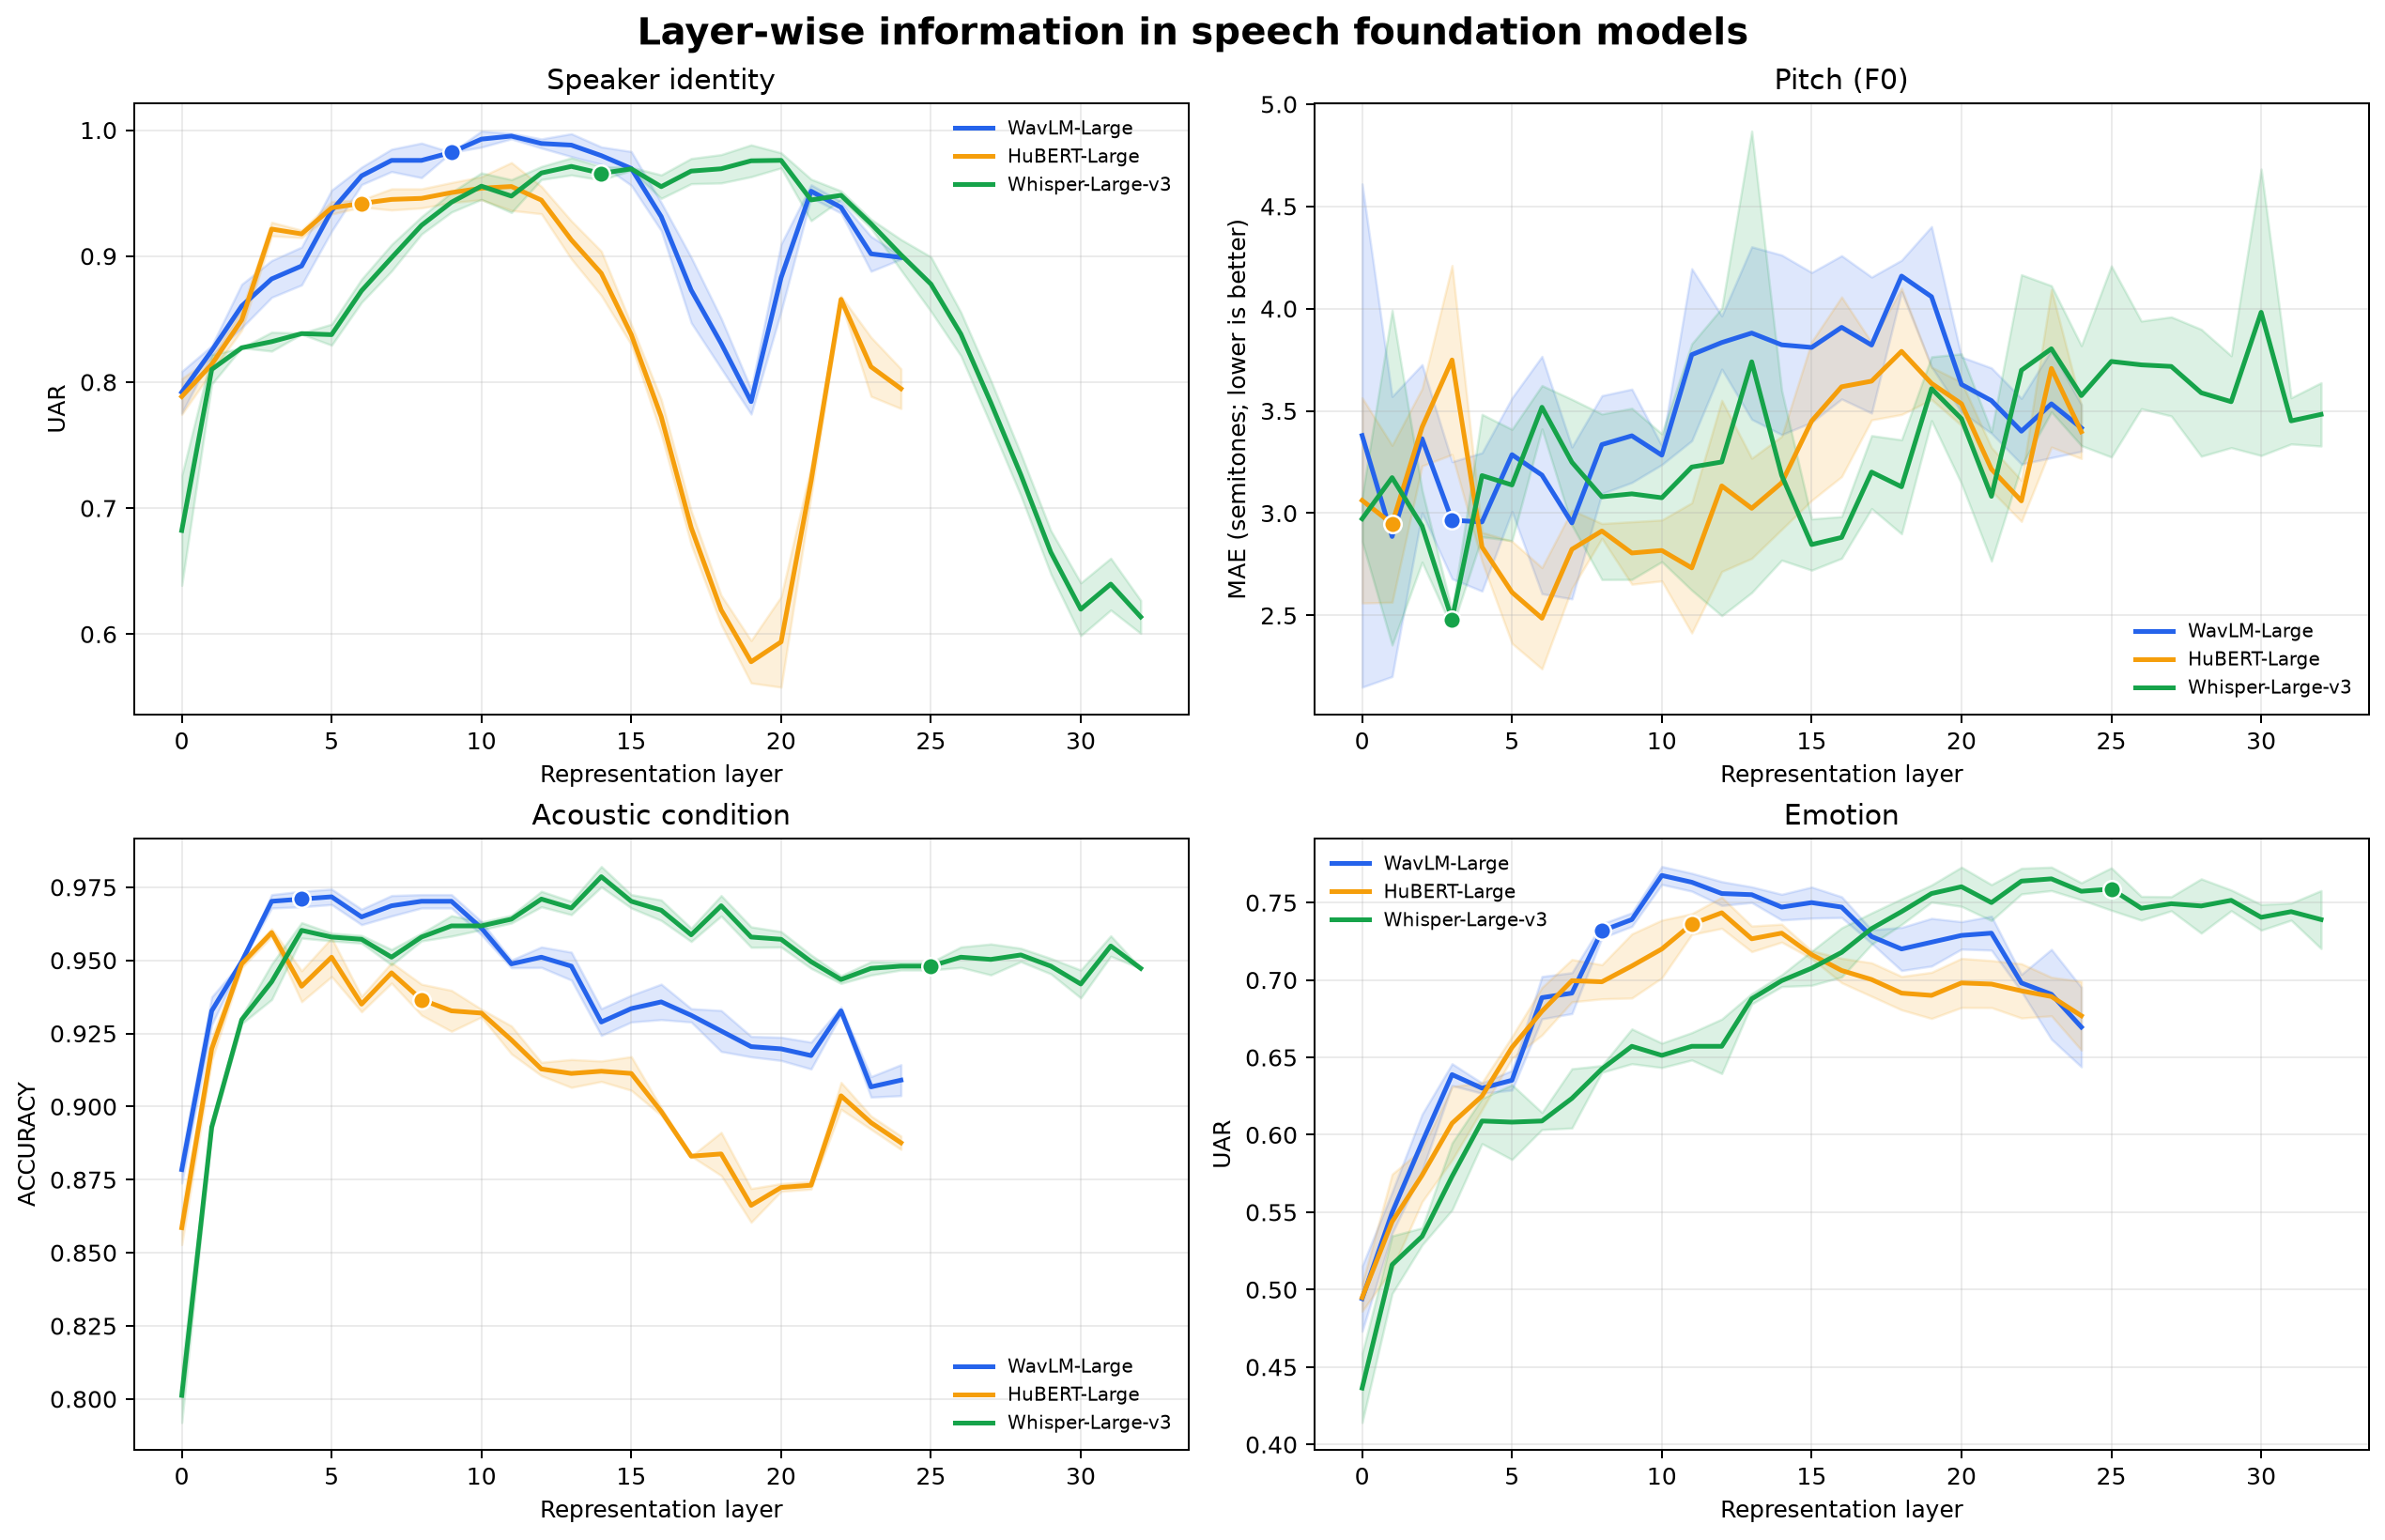 Layer-wise information in speech foundation models
Speaker identity
UAR
1.0
0.9
0.8
0.7
0.6
WavLM-Large
HuBERT-Large
Whisper-Large-v3
0 5 10 15 20 25 30
Representation layer
Pitch (F0)
MAE (semitones; lower is better)
5.0
4.5
4.0
3.5
3.0
2.5
WavLM-Large
HuBERT-Large
Whisper-Large-v3
0 5 10 15 20 25 30
Representation layer
Acoustic condition
ACCURACY
0.975
0.950
0.925
0.900
0.875
0.850
0.825
0.800
WavLM-Large
HuBERT-Large
Whisper-Large-v3
0 5 10 15 20 25 30
Representation layer
Emotion
UAR
WavLM-Large
HuBERT-Large
Whisper-Large-v3
0.75
0.70
0.65
0.60
0.55
0.50
0.45
0.40
0 5 10 15 20 25 30
Representation layer